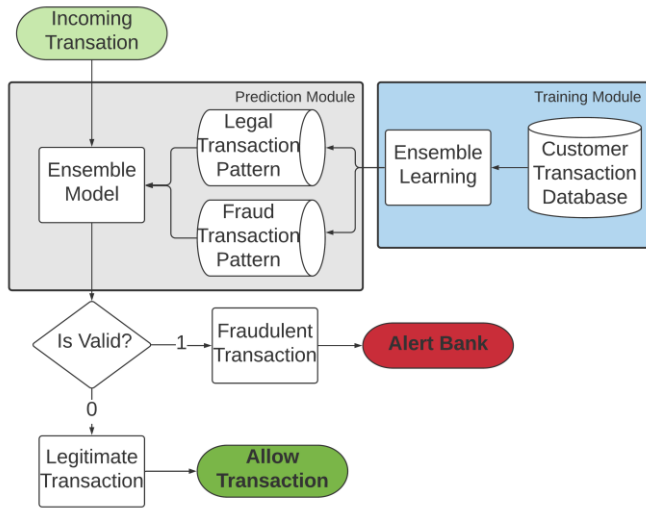 Incoming
Transation
Prediction Module
Training Module
Legal
Transaction
Pattern
Ensemble
Model
Ensemble
Learning
Customer
Transaction
Database
Fraud
Transaction
Pattern
Is Valid?
1
Fraudulent
Transaction
Alert Bank
0
Legitimate
Transaction
Allow
Transaction